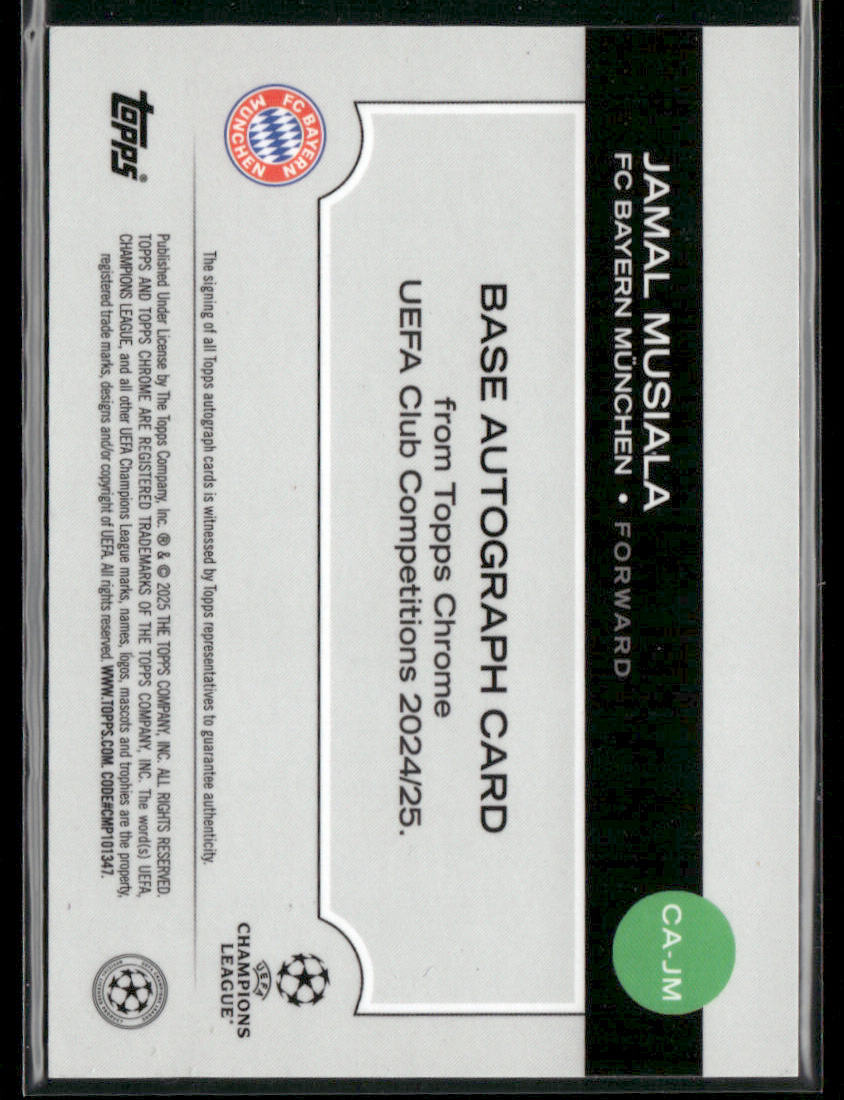 JAMAL MUSIALA
FC BAYERN MÜNCHEN • FORWARD
CA-JM
BASE AUTOGRAPH CARD
from Topps Chrome
UEFA Club Competitions 2024/25.
FC BAYERN
MÜNCHEN
UEFA
CHAMPIONS
LEAGUE®
The signing of all Topps autograph cards is witnessed by Topps representatives to guarantee authenticity.
topps®
Published Under License by The Topps Company, Inc. ® & © 2025 THE TOPPS COMPANY, INC. ALL RIGHTS RESERVED.
TOPPS AND TOPPS CHROME ARE REGISTERED TRADEMARKS OF THE TOPPS COMPANY, INC. The word(s) UEFA,
CHAMPIONS LEAGUE, and all other UEFA Champions League marks, names, logos, mascots and trophies are the property,
registered trade marks, designs and/or copyright of UEFA. All rights reserved. WWW.TOPPS.COM. CODE#CMP101347.